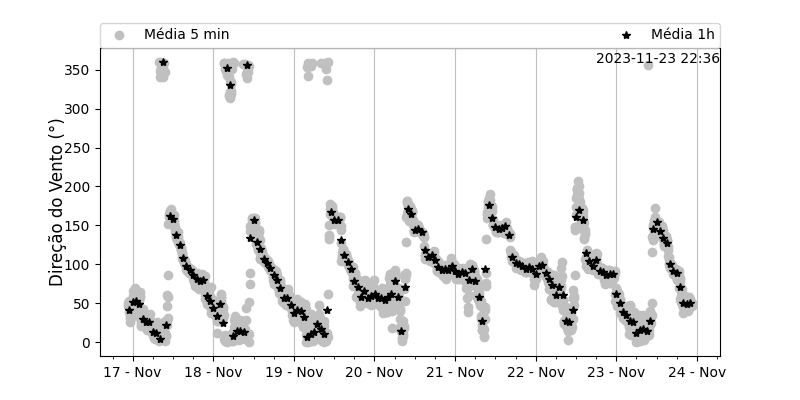 Média 5 min
Média 1h
2023-11-23 22:36
Direção do Vento (°)
350
300
250
200
150
100
50
0
17 - Nov
18 - Nov
19 - Nov
20 - Nov
21 - Nov
22 - Nov
23 - Nov
24 - Nov